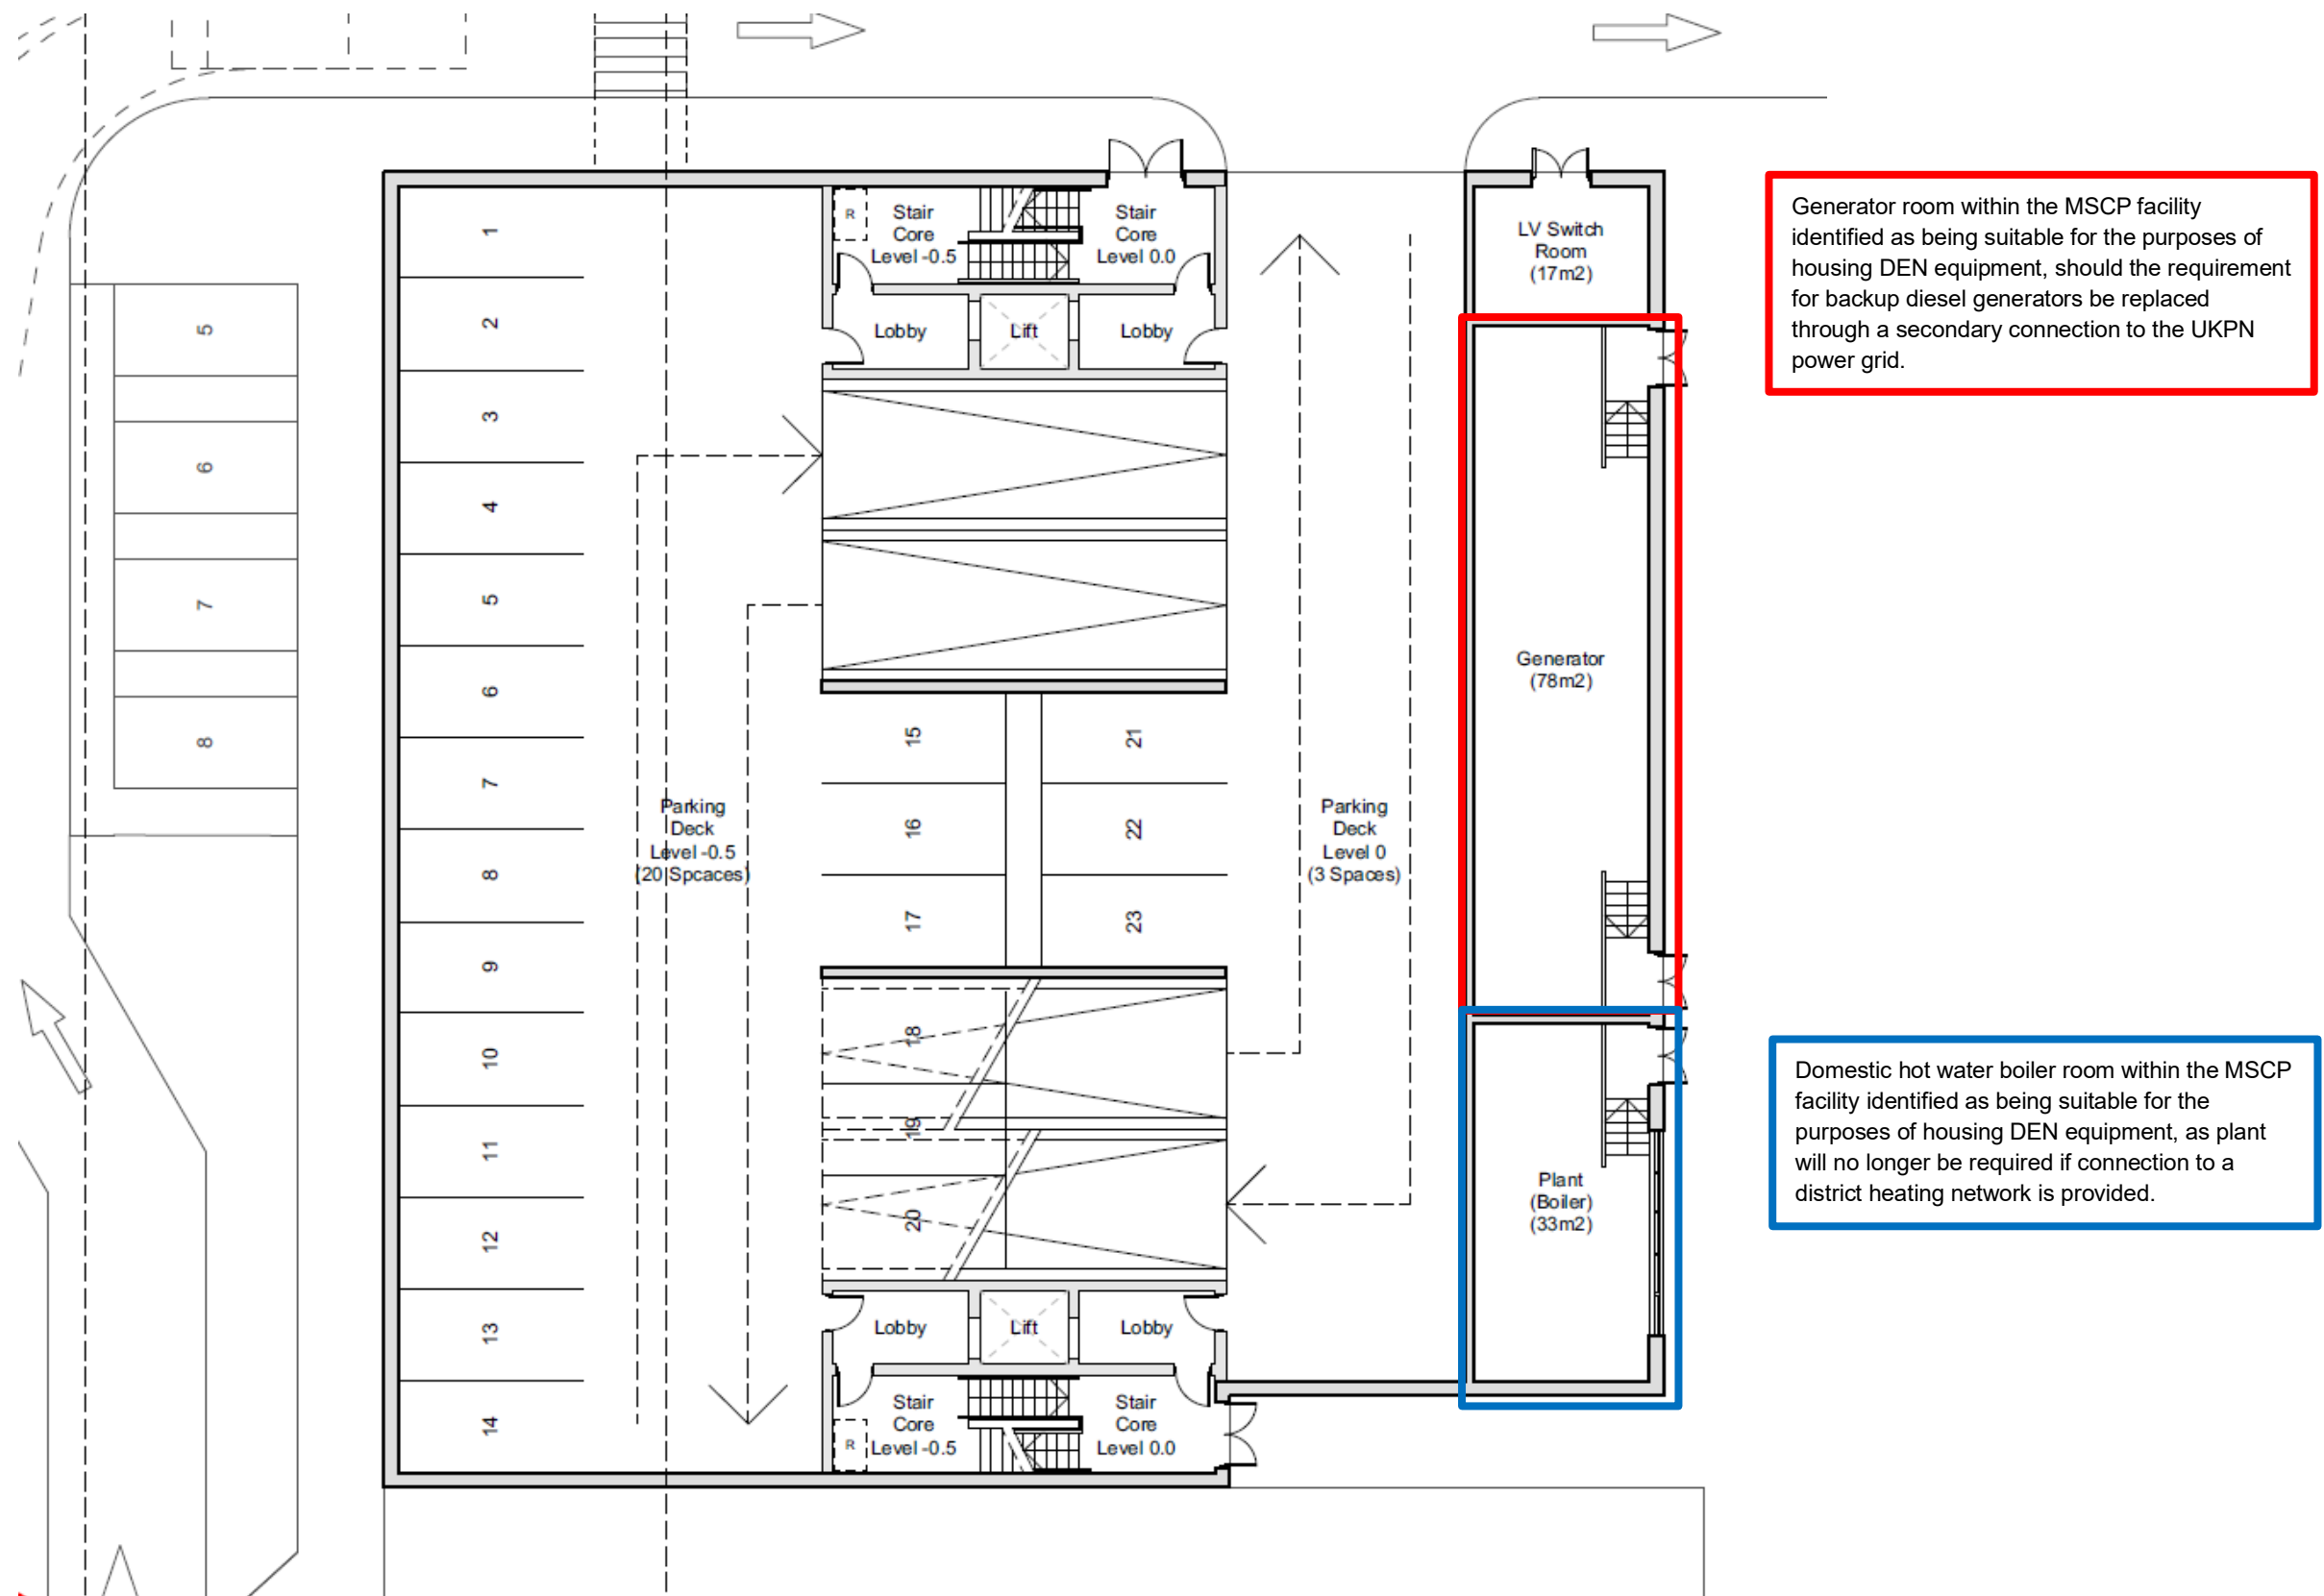 Generator room within the MSCP facility
identified as being suitable for the purposes of
housing DEN equipment, should the requirement
for backup diesel generators be replaced
through a secondary connection to the UKPN
power grid.
Domestic hot water boiler room within the MSCP
facility identified as being suitable for the
purposes of housing DEN equipment, as plant
will no longer be required if connection to a
district heating network is provided.
5
6
7
8
1
2
3
4
5
6
7
8
9
10
11
12
13
14
Parking
Deck
Level -0.5
(20 Spcaces)
R
Stair
Core
Level -0.5
Stair
Core
Level 0.0
Lobby
Lift
Lobby
15
16
17
21
22
23
18
19
20
Lobby
Lift
Lobby
R
Stair
Core
Level -0.5
Stair
Core
Level 0.0
Parking
Deck
Level 0
(3 Spaces)
LV Switch
Room
(17m2)
Generator
(78m2)
Plant
(Boiler)
(33m2)